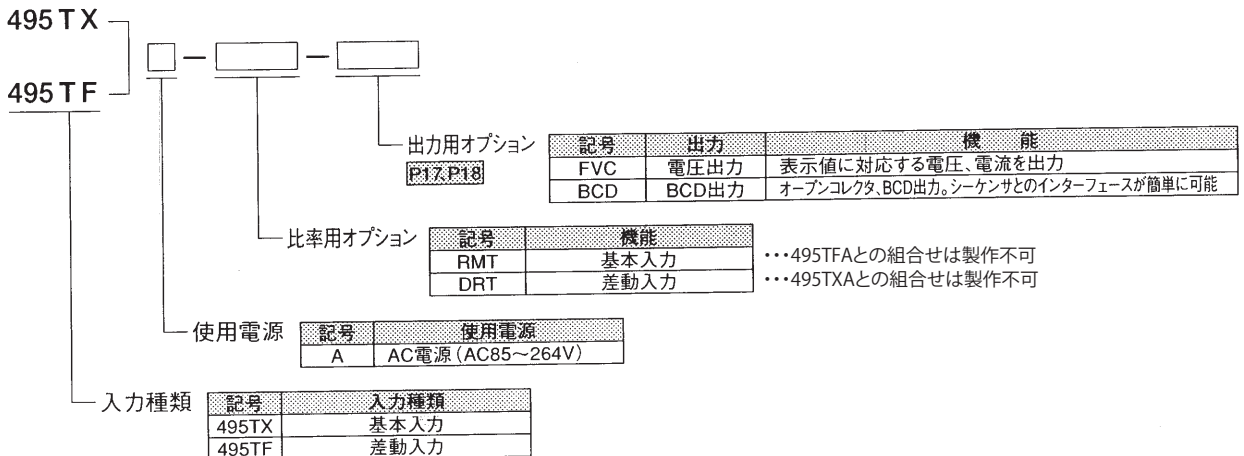 495TX
495TF
□-□-□
出力用オプション
P17,P18
記号 出力 機能
FVC 電圧出力 表示値に対応する電圧、電流を出力
BCD BCD出力 オープンコレクタ、BCD出力。シーケンサとのインターフェースが簡単に可能
比率用オプション
記号 機能
RMT 基本入力 ･･･495TFAとの組合せは製作不可
DRT 差動入力 ･･･495TXAとの組合せは製作不可
使用電源
記号 使用電源
A AC電源(AC85～264V)
入力種類
記号 入力種類
495TX 基本入力
495TF 差動入力